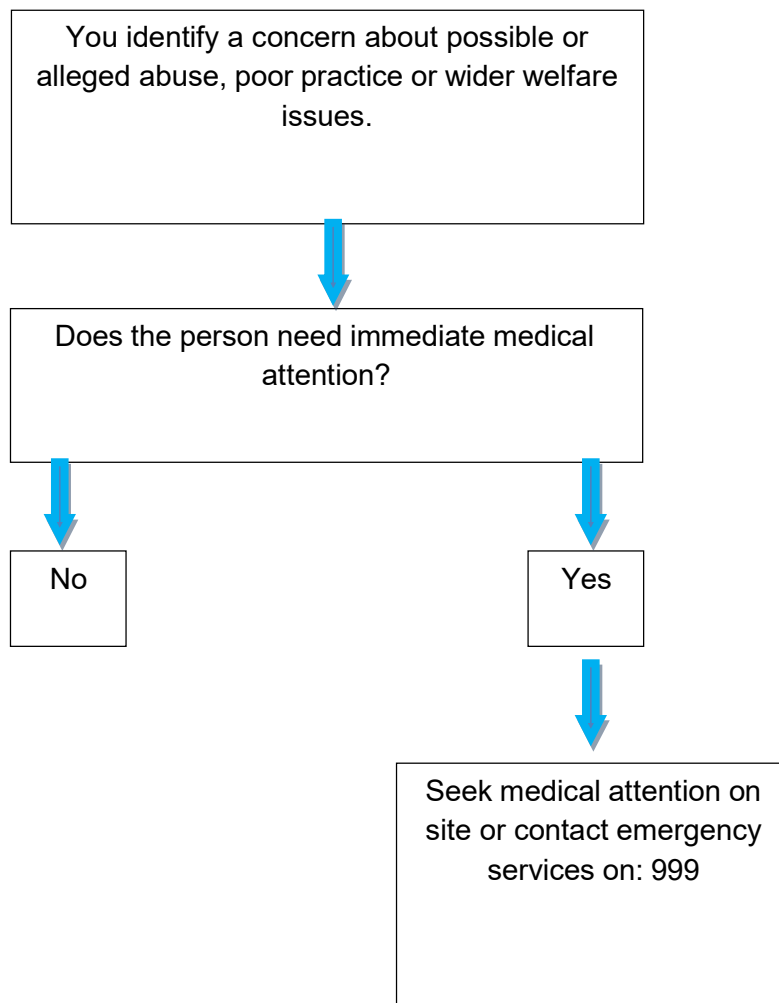 You identify a concern about possible or
alleged abuse, poor practice or wider welfare
issues.
Does the person need immediate medical
attention?
No
Yes
Seek medical attention on
site or contact emergency
services on: 999